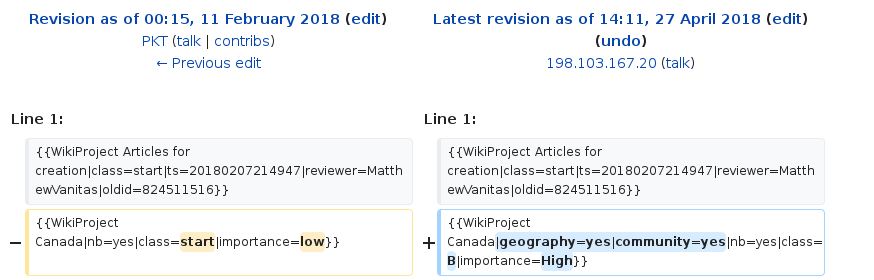 Revision as of 00:15, 11 February 2018 (edit)
PKT (talk | contribs)
← Previous edit
Latest revision as of 14:11, 27 April 2018 (edit)
(undo)
198.103.167.20 (talk)
Line 1:
Line 1:
{{WikiProject Articles for
creation|class=start|ts=20180207214947|reviewer=Matth
ewVanitas|oldid=824511516}}
{{WikiProject Articles for
creation|class=start|ts=20180207214947|reviewer=Matth
ewVanitas|oldid=824511516}}
− {{WikiProject
Canada|nb=yes|class=start|importance=low}}
+ {{WikiProject
Canada|geography=yes|community=yes|nb=yes|class=
B|importance=High}}